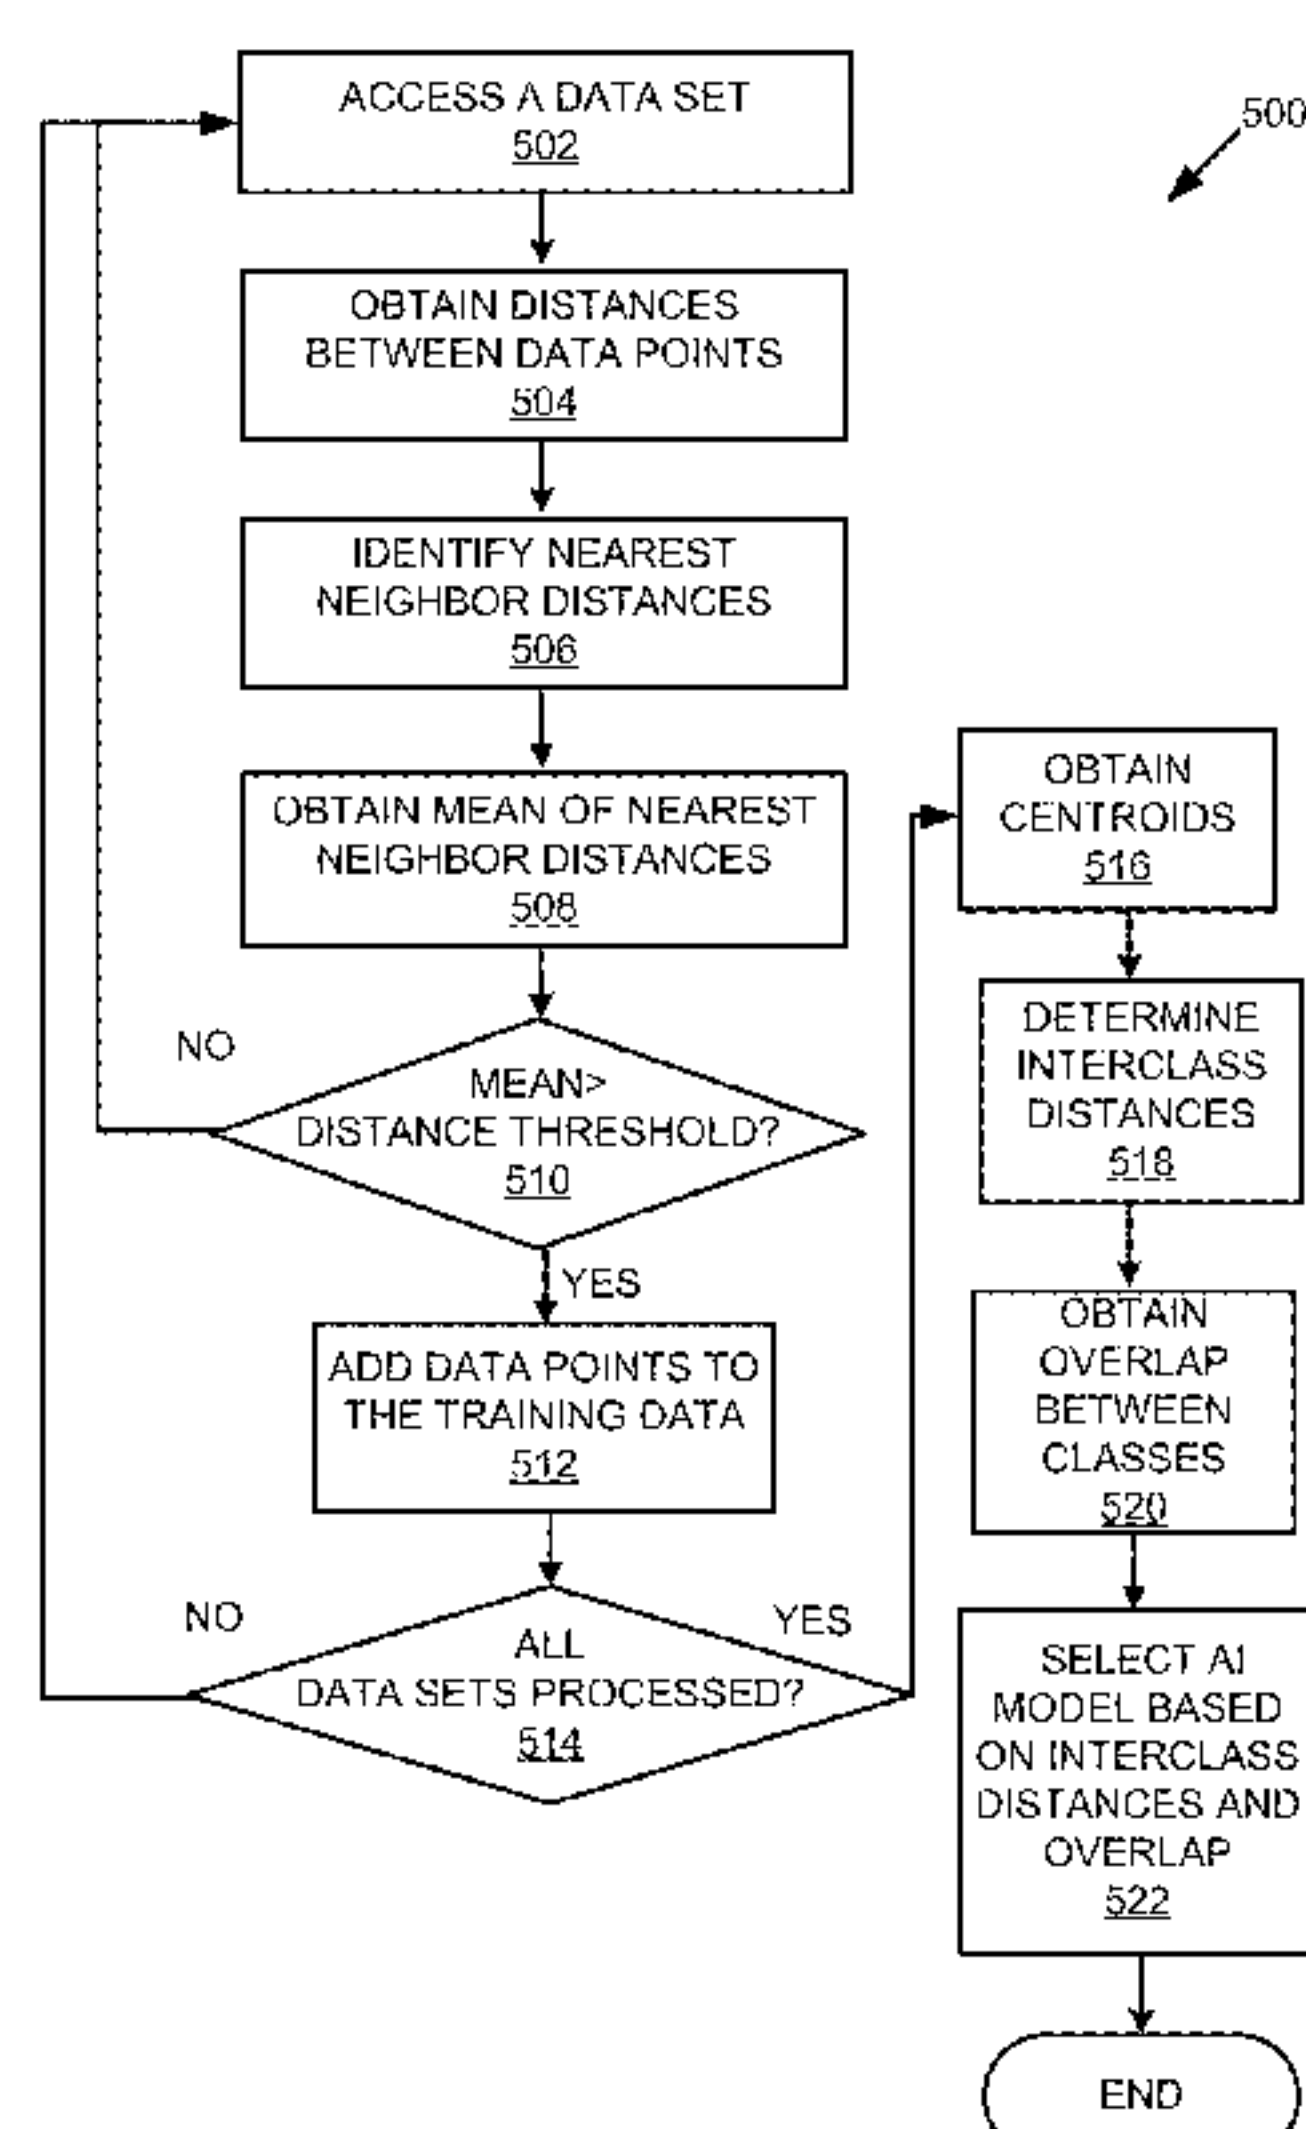 500
ACCESS A DATA SET
502
OBTAIN DISTANCES
BETWEEN DATA POINTS
504
IDENTIFY NEAREST
NEIGHBOR DISTANCES
506
OBTAIN MEAN OF NEAREST
NEIGHBOR DISTANCES
508
NO
MEAN>
DISTANCE THRESHOLD?
510
YES
ADD DATA POINTS TO
THE TRAINING DATA
512
NO
YES
ALL
DATA SETS PROCESSED?
514
OBTAIN
CENTROIDS
516
DETERMINE
INTERCLASS
DISTANCES
518
OBTAIN
OVERLAP
BETWEEN
CLASSES
520
SELECT AI
MODEL BASED
ON INTERCLASS
DISTANCES AND
OVERLAP
522
END